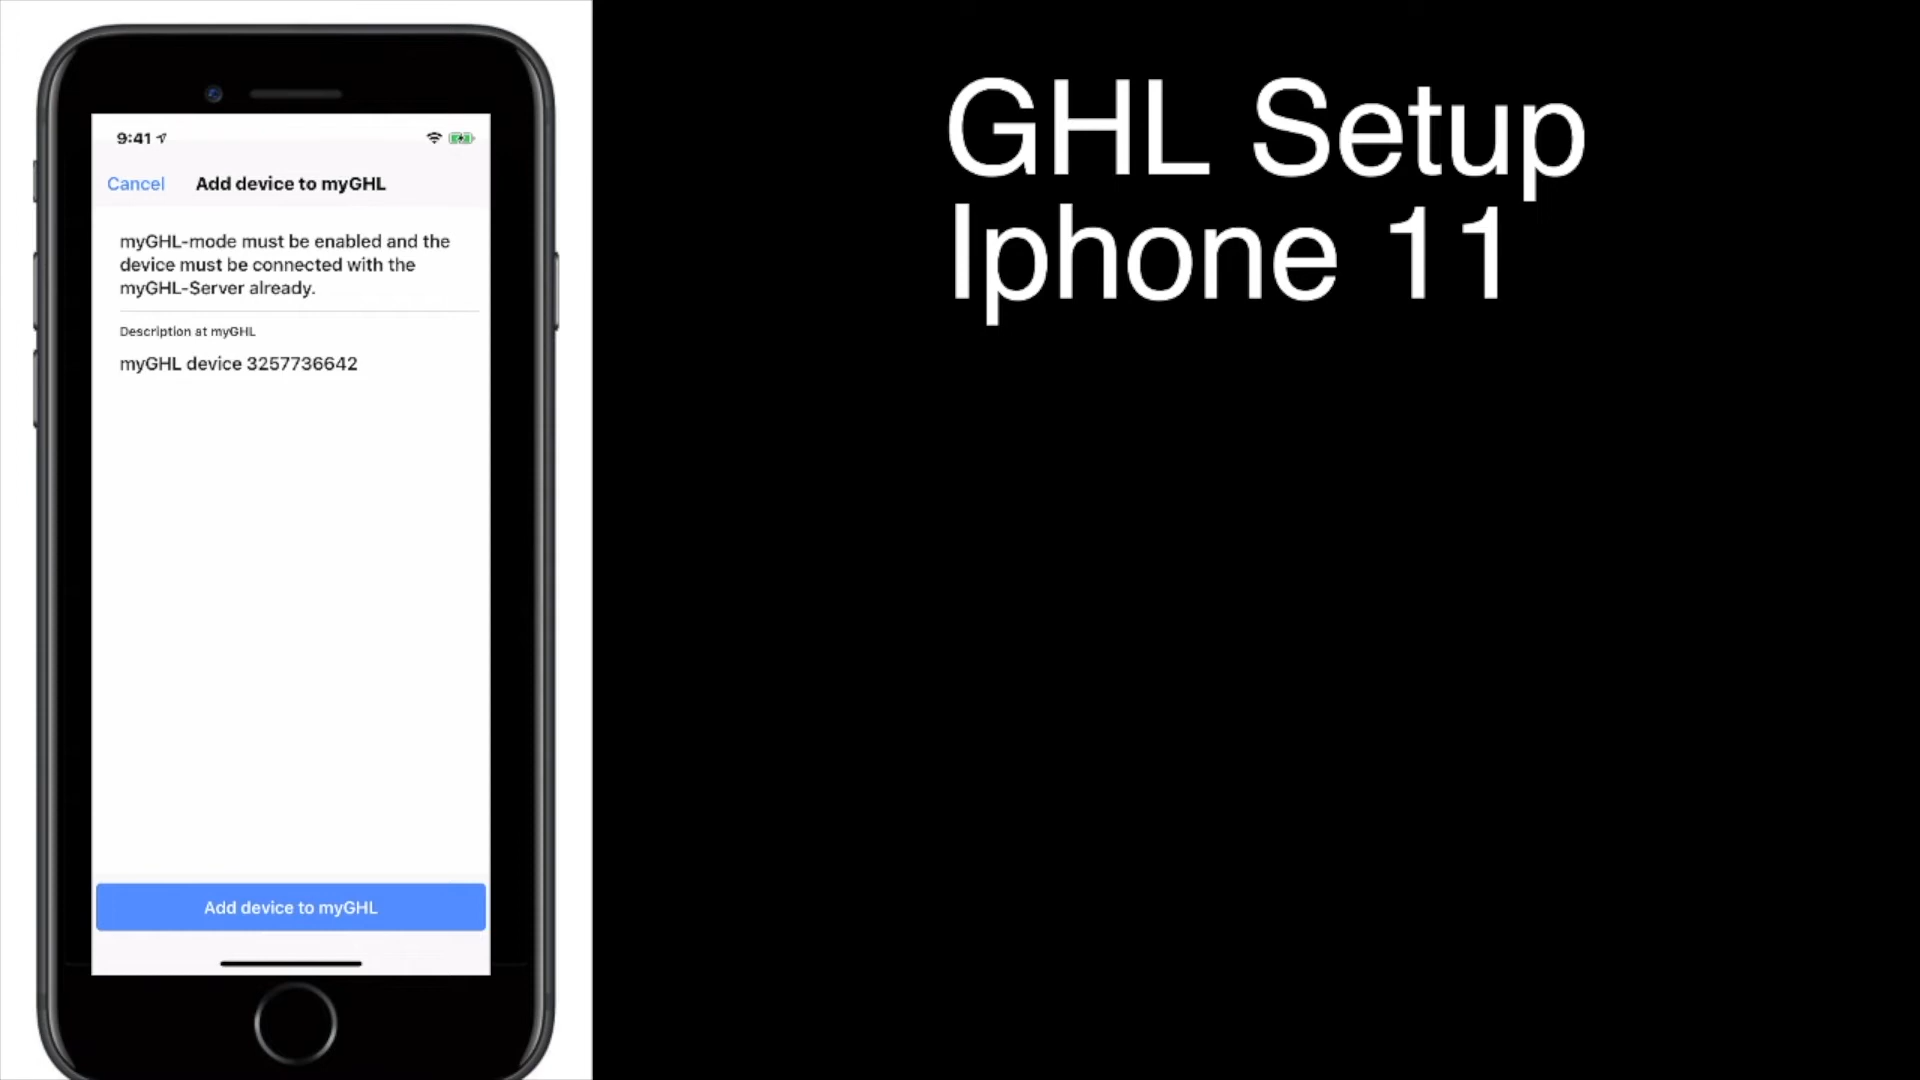 9:41
Cancel
Add device to myGHL
myGHL-mode must be enabled and the
device must be connected with the
myGHL-Server already.
Description at myGHL
myGHL device 3257736642
Add device to myGHL
GHL Setup
Iphone 11